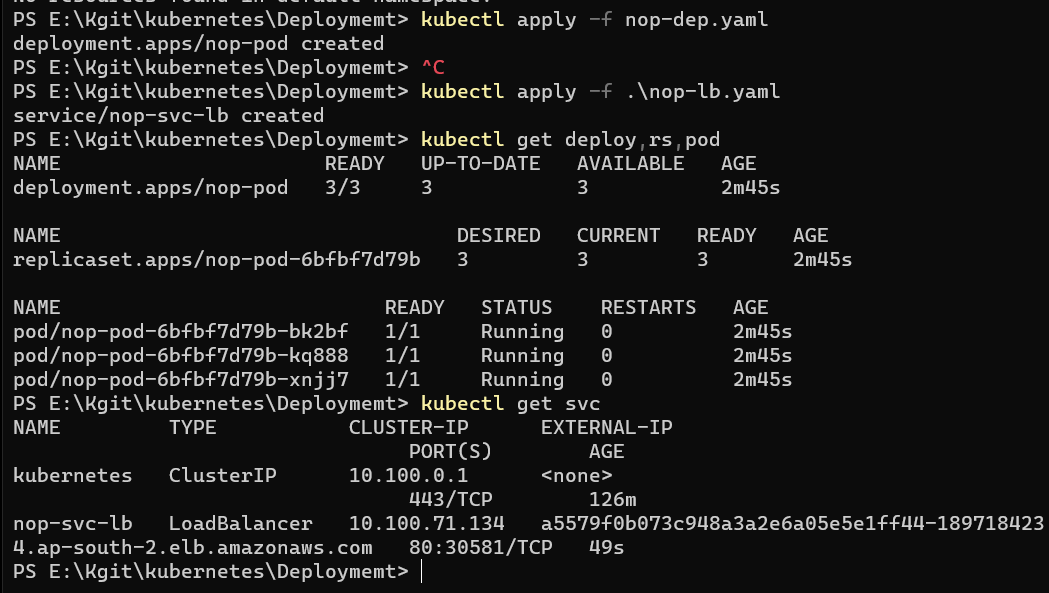 No resources found in default namespace.
PS E:\Kgit\kubernetes\Deploymemt> kubectl apply -f nop-dep.yaml
deployment.apps/nop-pod created
PS E:\Kgit\kubernetes\Deploymemt> ^C
PS E:\Kgit\kubernetes\Deploymemt> kubectl apply -f .\nop-lb.yaml
service/nop-svc-lb created
PS E:\Kgit\kubernetes\Deploymemt> kubectl get deploy,rs,pod
NAME READY UP-TO-DATE AVAILABLE AGE
deployment.apps/nop-pod 3/3 3 3 2m45s
NAME DESIRED CURRENT READY AGE
replicaset.apps/nop-pod-6bfbf7d79b 3 3 3 2m45s
NAME READY STATUS RESTARTS AGE
pod/nop-pod-6bfbf7d79b-bk2bf 1/1 Running 0 2m45s
pod/nop-pod-6bfbf7d79b-kq888 1/1 Running 0 2m45s
pod/nop-pod-6bfbf7d79b-xnjj7 1/1 Running 0 2m45s
PS E:\Kgit\kubernetes\Deploymemt> kubectl get svc
NAME TYPE CLUSTER-IP EXTERNAL-IP
PORT(S) AGE
kubernetes ClusterIP 10.100.0.1 <none>
443/TCP 126m
nop-svc-lb LoadBalancer 10.100.71.134 a5579f0b073c948a3a2e6a05e5e1ff44-189718423
4.ap-south-2.elb.amazonaws.com 80:30581/TCP 49s
PS E:\Kgit\kubernetes\Deploymemt>